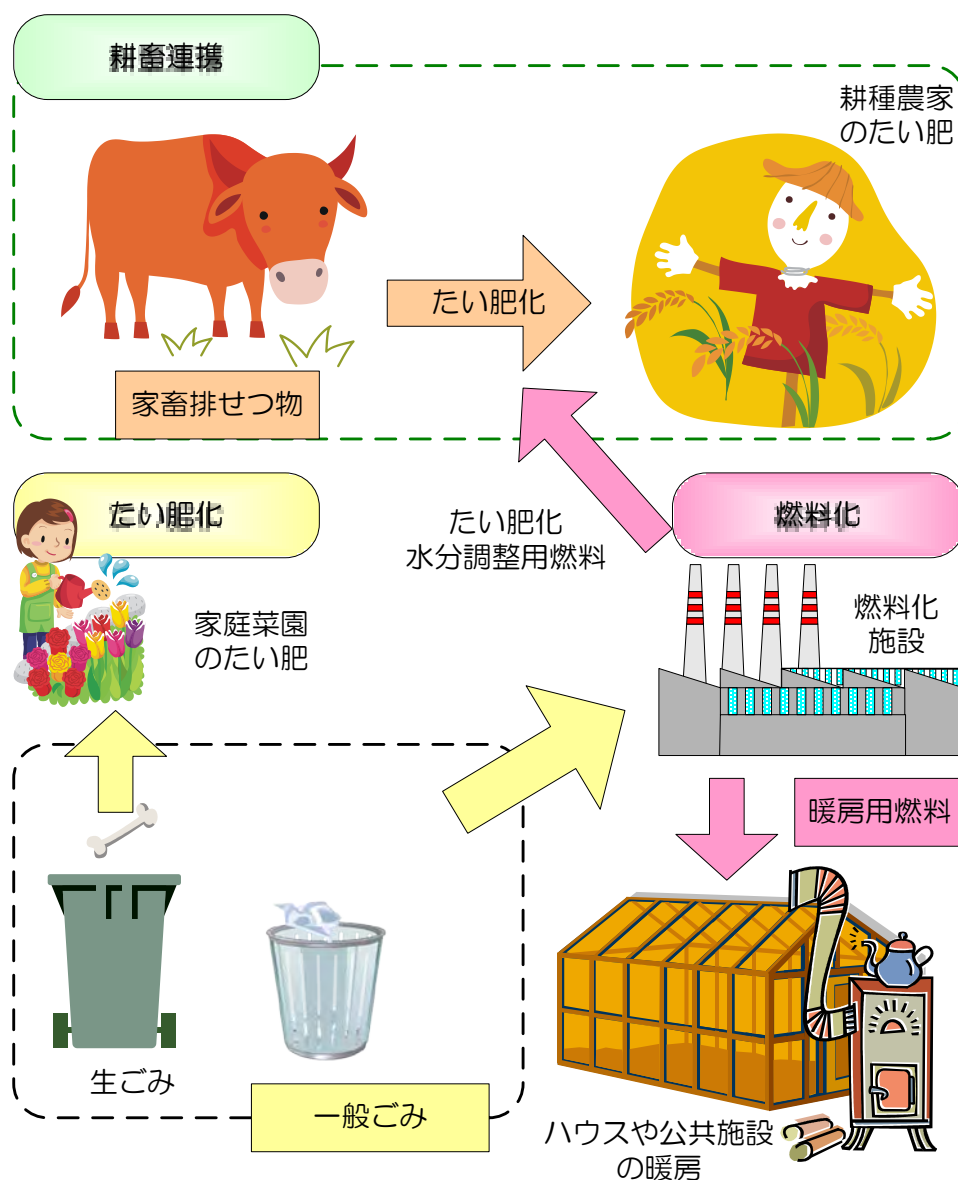 耕畜連携
耕種農家
のたい肥
たい肥化
家畜排せつ物
たい肥化
燃料化
たい肥化
水分調整用燃料
家庭菜園
のたい肥
燃料化
施設
暖房用燃料
生ごみ
一般ごみ
ハウスや公共施設
の暖房